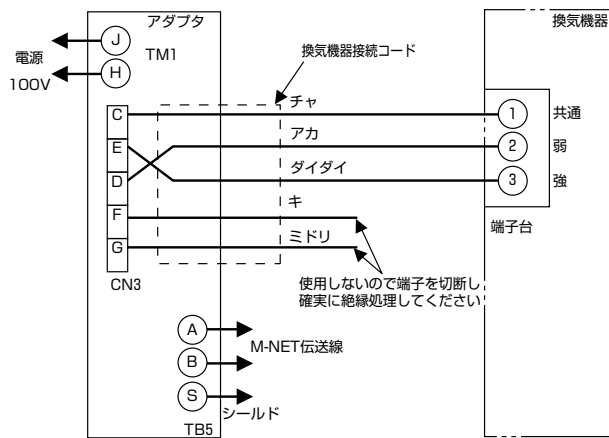 アダプタ
換気機器
J
TM1
電源
100V
H
換気機器接続コード
C
チャ
1
共通
E
アカ
2
弱
D
ダイダイ
3
強
F
キ
端子台
G
ミドリ
CN3
使用しないので端子を切断し
確実に絶縁処理してください
A
M-NET伝送線
B
S
シールド
TB5